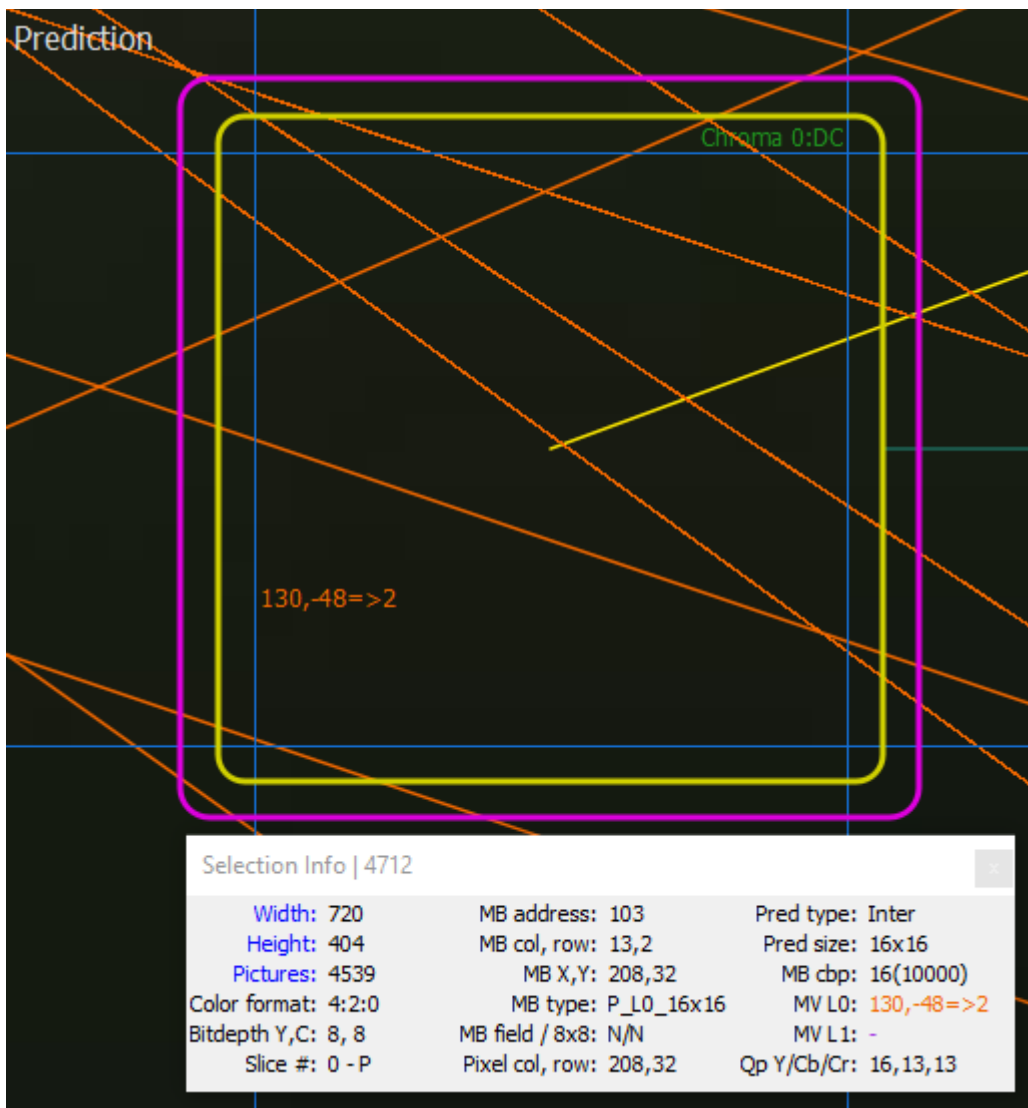 Prediction
Chroma 0:DC
130,-48=>2
Selection Info | 4712
x
Width: 720 MB address: 103 Pred type: Inter
Height: 404 MB col, row: 13,2 Pred size: 16x16
Pictures: 4539 MB X,Y: 208,32 MB cbp: 16(10000)
Color format: 4:2:0 MB type: P_L0_16x16 MV L0: 130,-48=>2
Bitdepth Y,C: 8, 8 MB field / 8x8: N/N MV L1: -
Slice #: 0 - P Pixel col, row: 208,32 Qp Y/Cb/Cr: 16,13,13